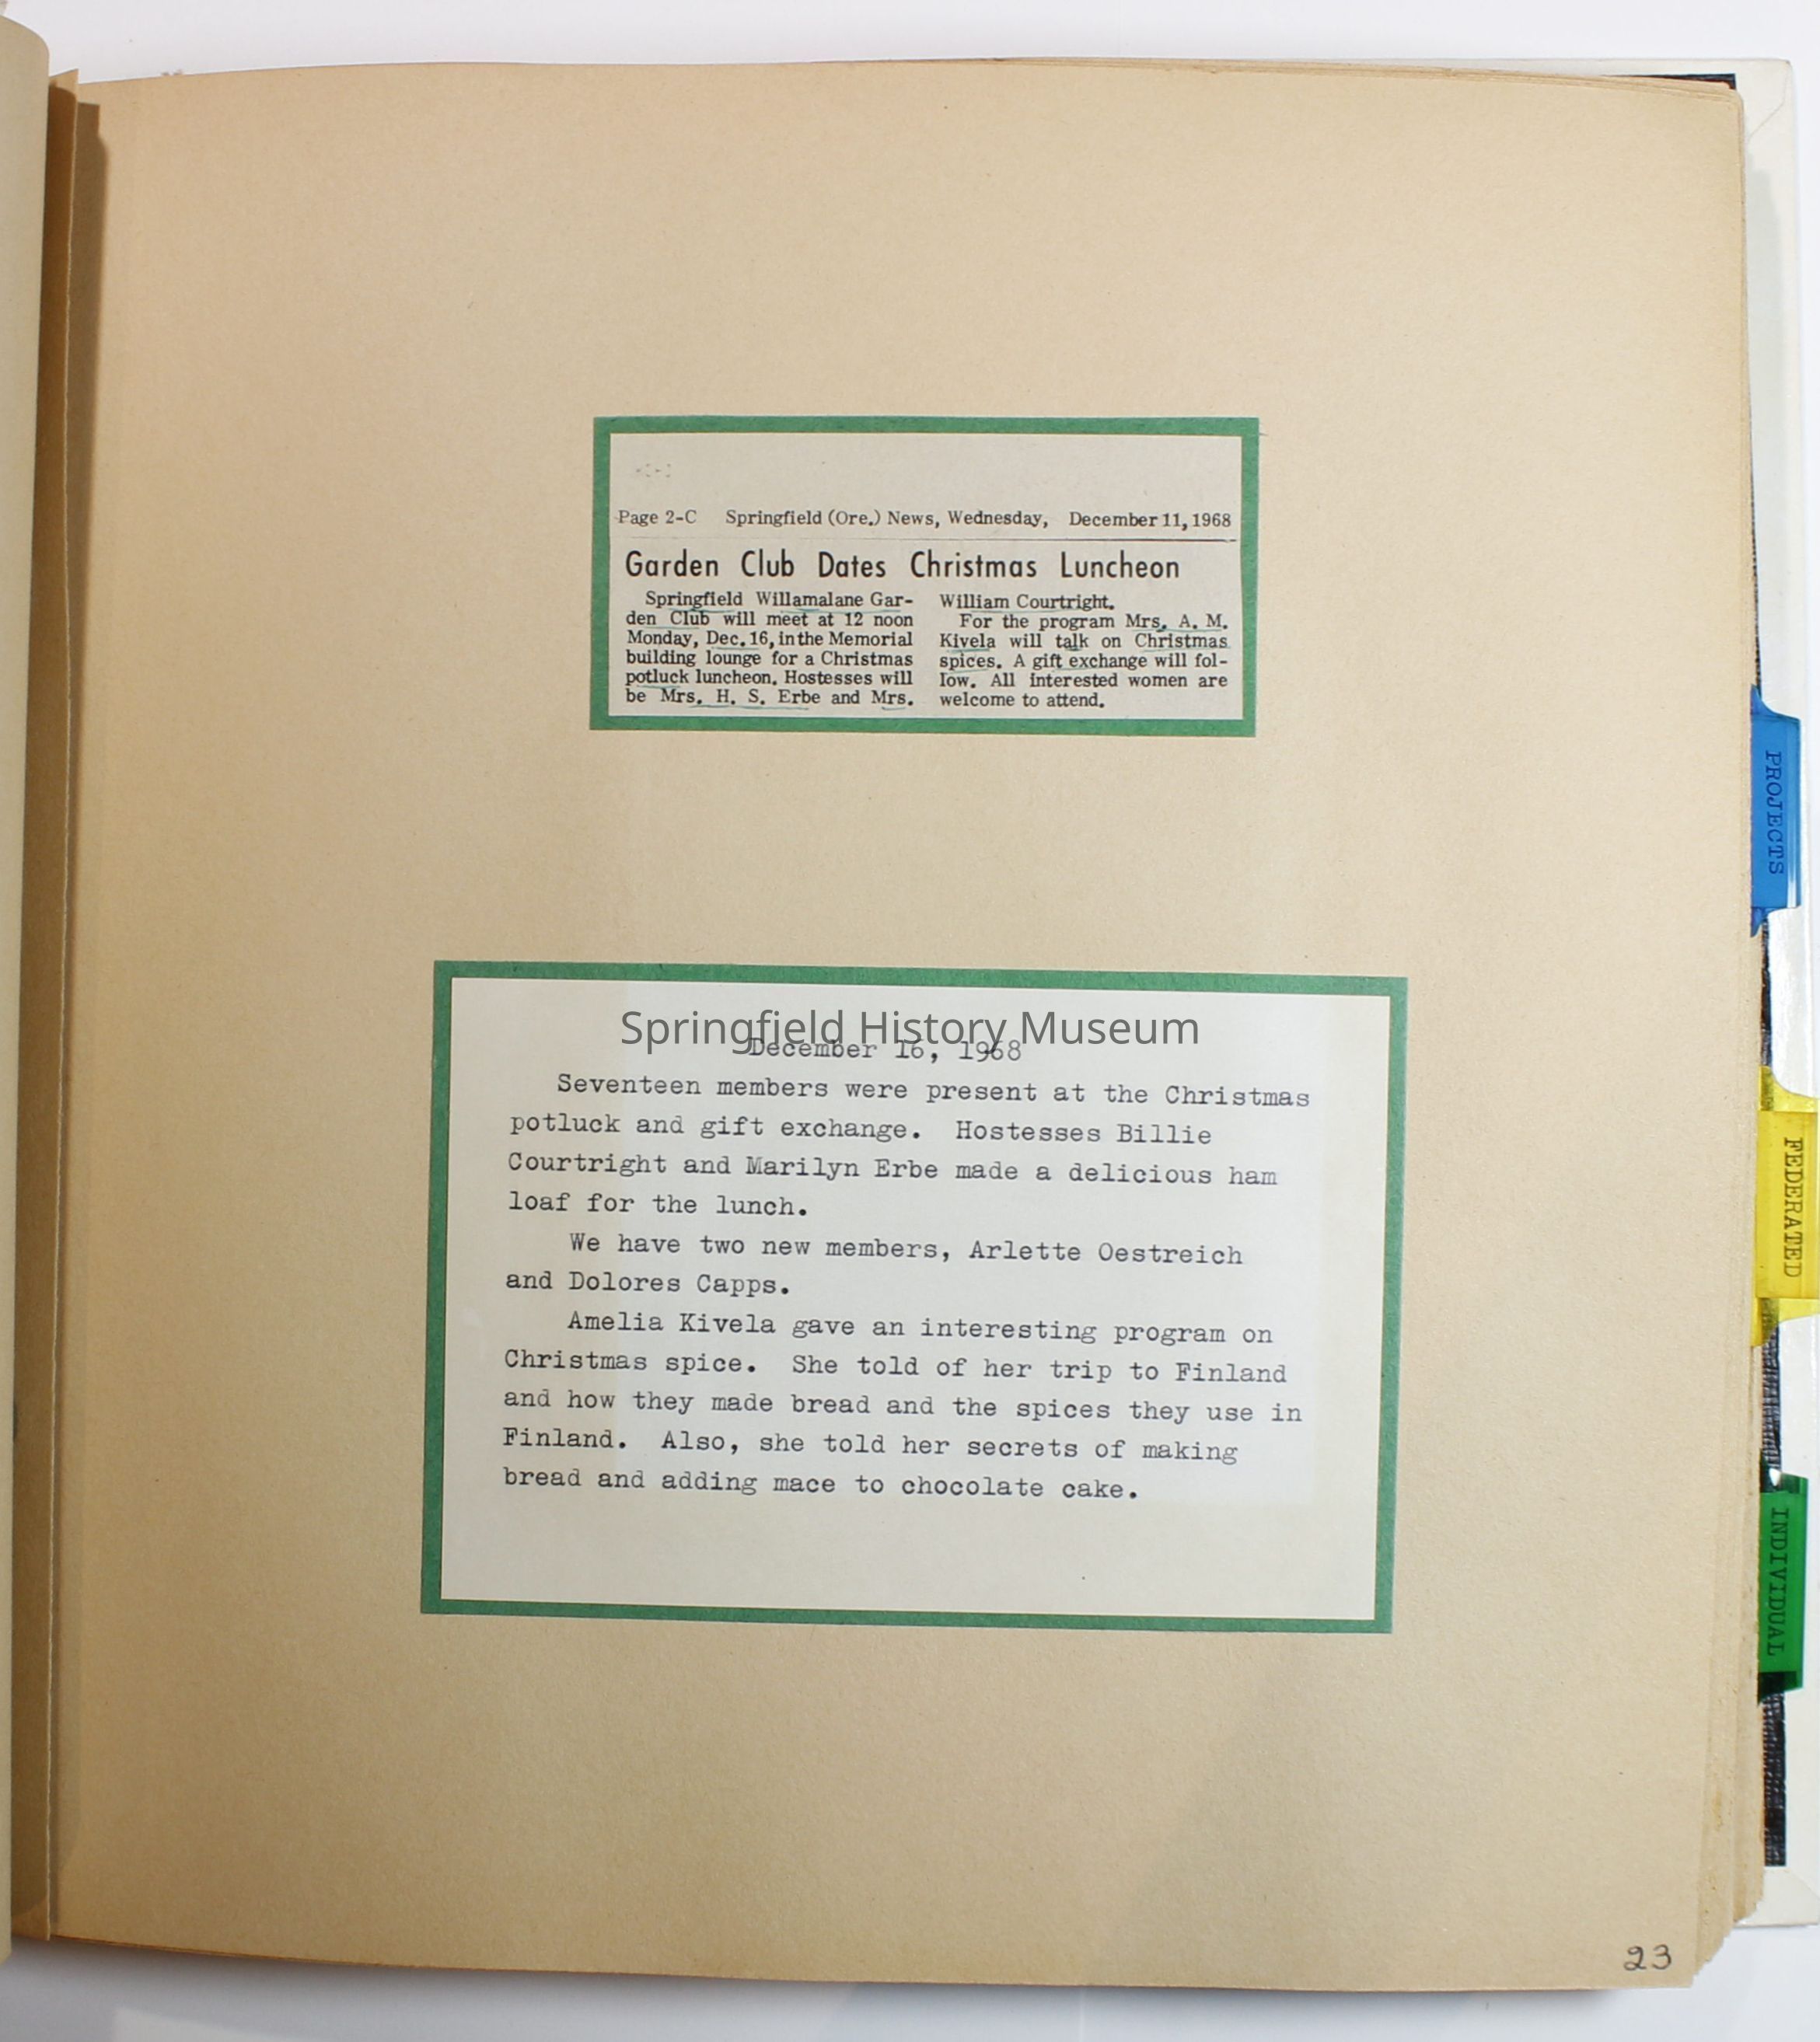 Page 2-C Springfield (Ore.) News, Wednesday, December 11, 1968
Garden Club Dates Christmas Luncheon
Springfield Willamalane Gar-
den Club will meet at 12 noon
Monday, Dec. 16, in the Memorial
building lounge for a Christmas
potluck luncheon. Hostesses will
be Mrs. H. S. Erbe and Mrs.
William Courtright.
For the program Mrs. A. M.
Kivela will talk on Christmas
spices. A gift exchange will fol-
low. All interested women are
welcome to attend.
Springfield History Museum
December 16, 1968
Seventeen members were present at the Christmas
potluck and gift exchange. Hostesses Billie
Courtright and Marilyn Erbe made a delicious ham
loaf for the lunch.
We have two new members, Arlette Oestreich
and Dolores Capps.
Amelia Kivela gave an interesting program on
Christmas spice. She told of her trip to Finland
and how they made bread and the spices they use in
Finland. Also, she told her secrets of making
bread and adding mace to chocolate cake.
PROJECTS
FEDERATED
INDIVIDUAL
23